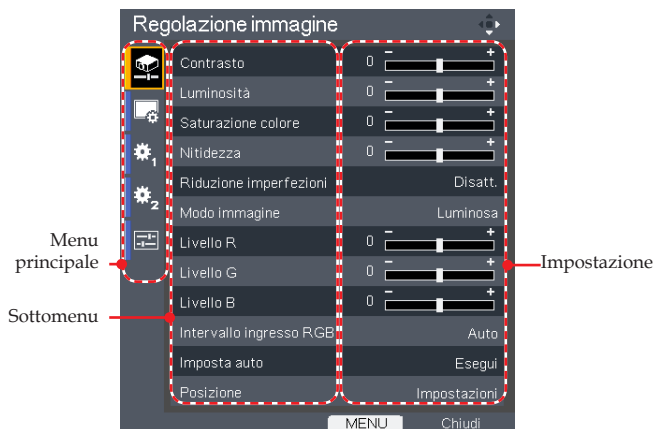 Regolazione immagine
Contrasto 0 - +
Luminosità 0 - +
Saturazione colore 0 - +
Nitidezza 0 - +
Riduzione imperfezioni Disatt.
Modo immagine Luminosa
Livello R 0 - +
Livello G 0 - +
Livello B 0 - +
Intervallo ingresso RGB Auto
Imposta auto Esegui
Posizione Impostazioni
MENU Chiudi
1
2
Menu
principale
Sottomenu
Impostazione